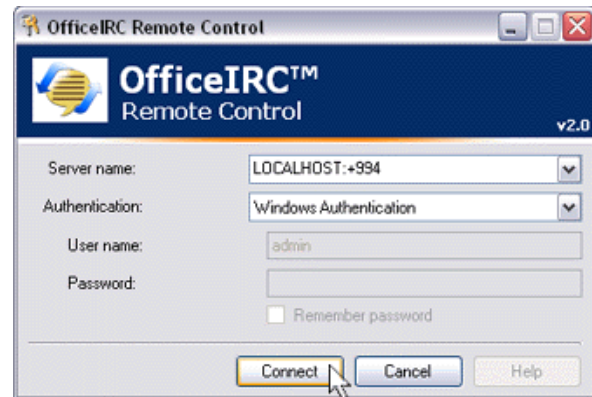 OfficeIRC Remote Control
OfficeIRC™
Remote Control
v2.0
Server name: LOCALHOST:+994
Authentication: Windows Authentication
User name: admin
Password:
Remember password
Connect Cancel Help